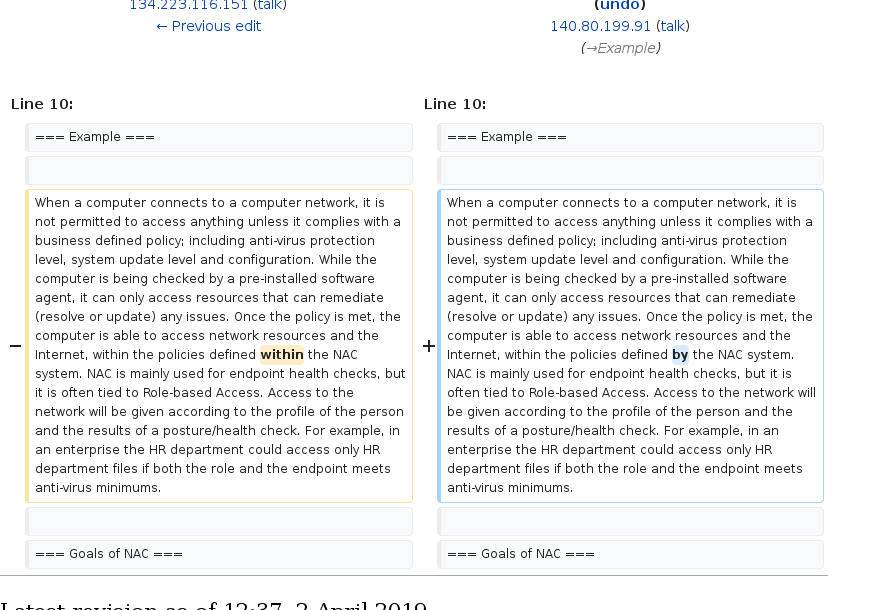 134.223.116.151 (talk)
← Previous edit
(undo)
140.80.199.91 (talk)
(→Example)
Line 10:
=== Example ===
When a computer connects to a computer network, it is
not permitted to access anything unless it complies with a
business defined policy; including anti-virus protection
level, system update level and configuration. While the
computer is being checked by a pre-installed software
agent, it can only access resources that can remediate
(resolve or update) any issues. Once the policy is met, the
computer is able to access network resources and the
− Internet, within the policies defined within the NAC
system. NAC is mainly used for endpoint health checks, but
it is often tied to Role-based Access. Access to the
network will be given according to the profile of the person
and the results of a posture/health check. For example, in
an enterprise the HR department could access only HR
department files if both the role and the endpoint meets
anti-virus minimums.
=== Goals of NAC ===
Line 10:
=== Example ===
When a computer connects to a computer network, it is
not permitted to access anything unless it complies with a
business defined policy; including anti-virus protection
level, system update level and configuration. While the
computer is being checked by a pre-installed software
agent, it can only access resources that can remediate
(resolve or update) any issues. Once the policy is met, the
computer is able to access network resources and the
+ Internet, within the policies defined by the NAC system.
NAC is mainly used for endpoint health checks, but it is
often tied to Role-based Access. Access to the network will
be given according to the profile of the person and the
results of a posture/health check. For example, in an
enterprise the HR department could access only HR
department files if both the role and the endpoint meets
anti-virus minimums.
=== Goals of NAC ===
Latest revision as of 12:37, 2 April 2019